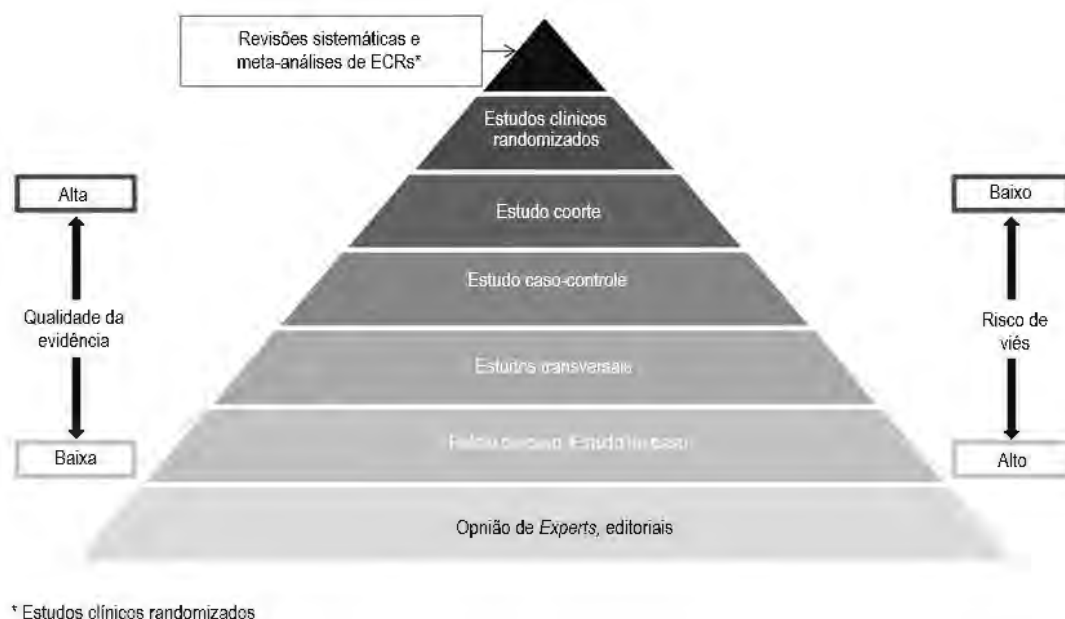 Revisões sistemáticas e
meta-análises de ECRs*
Estudos clínicos
randomizados
Alta
Baixo
Estudo coorte
Estudo caso-controle
Qualidade da
evidência
Risco de
viés
Estudos transversais
Baixa
Alto
Opnião de Experts, editoriais
* Estudos clínicos randomizados